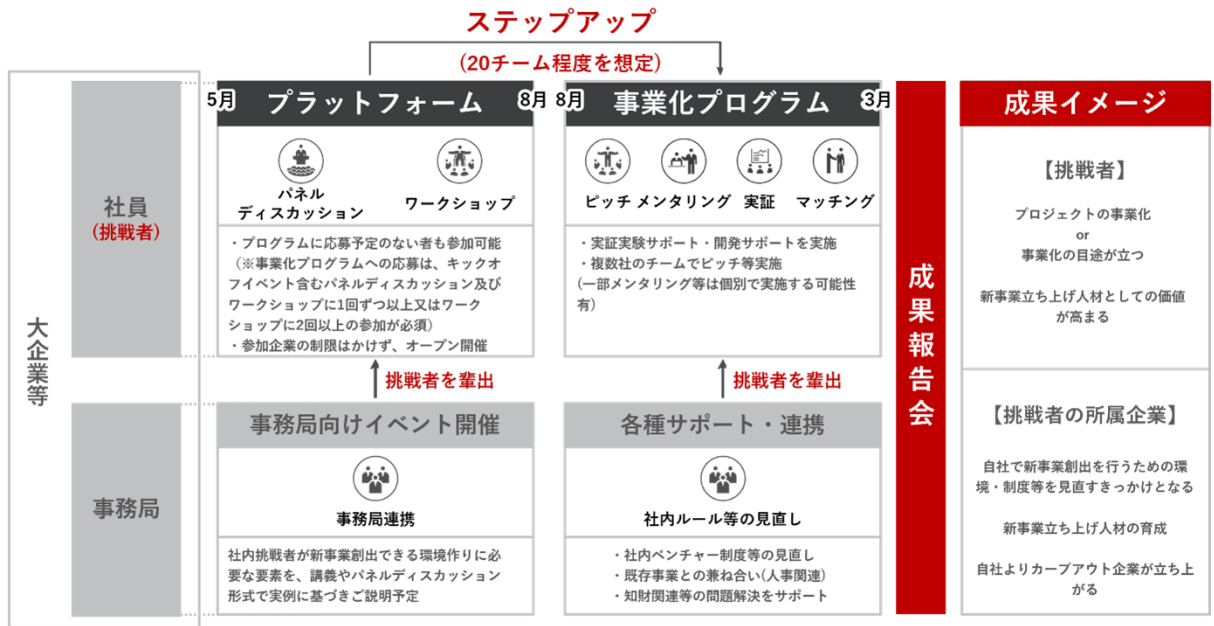 ステップアップ
(20チーム程度を想定)
大企業等
社員
(挑戦者)
5月 プラットフォーム 8月
パネル
ディスカッション
ワークショップ
・プログラムに応募予定のない者も参加可能
(※事業化プログラムへの応募は、キックオ
フイベント含むパネルディスカッション及び
ワークショップに1回ずつ以上又はワーク
ショップに2回以上の参加が必須)
・参加企業の制限はかけず、オープン開催
8月 事業化プログラム 3月
ピッチ メンタリング 実証 マッチング
・実証実験サポート・開発サポートを実施
・複数社のチームでピッチ等実施
(一部メンタリング等は個別で実施する可能性
有)
挑戦者を輩出
挑戦者を輩出
事務局
事務局向けイベント開催
事務局連携
社内挑戦者が新事業創出できる環境作りに必
要な要素を、講義やパネルディスカッション
形式で実例に基づきご説明予定
各種サポート・連携
社内ルール等の見直し
・社内ベンチャー制度等の見直し
・既存事業との兼ね合い(人事関連)
・知財関連等の問題解決をサポート
成果報告会
成果イメージ
【挑戦者】
プロジェクトの事業化
or
事業化の目途が立つ
新事業立ち上げ人材としての価値
が高まる
【挑戦者の所属企業】
自社で新事業創出を行うための環
境・制度等を見直すきっかけとなる
新事業立ち上げ人材の育成
自社よりカーブアウト企業が立ち上
がる